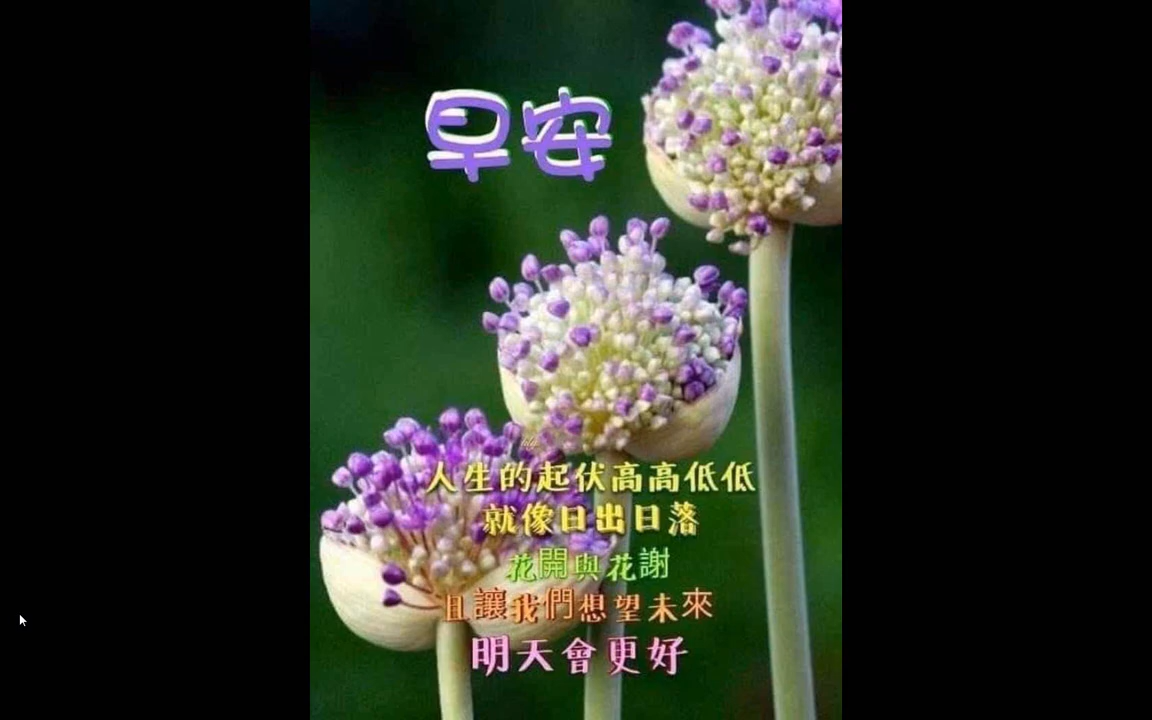 早安
人生的起伏高高低低
就像日出日落
花開與花謝
且讓我們想望未來
明天會更好